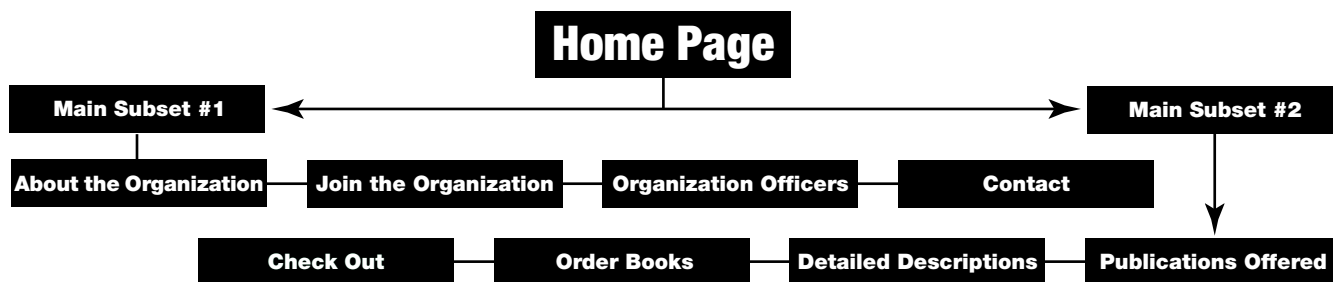 Home Page
Main Subset #1
Main Subset #2
About the Organization
Join the Organization
Organization Officers
Contact
Check Out
Order Books
Detailed Descriptions
Publications Offered